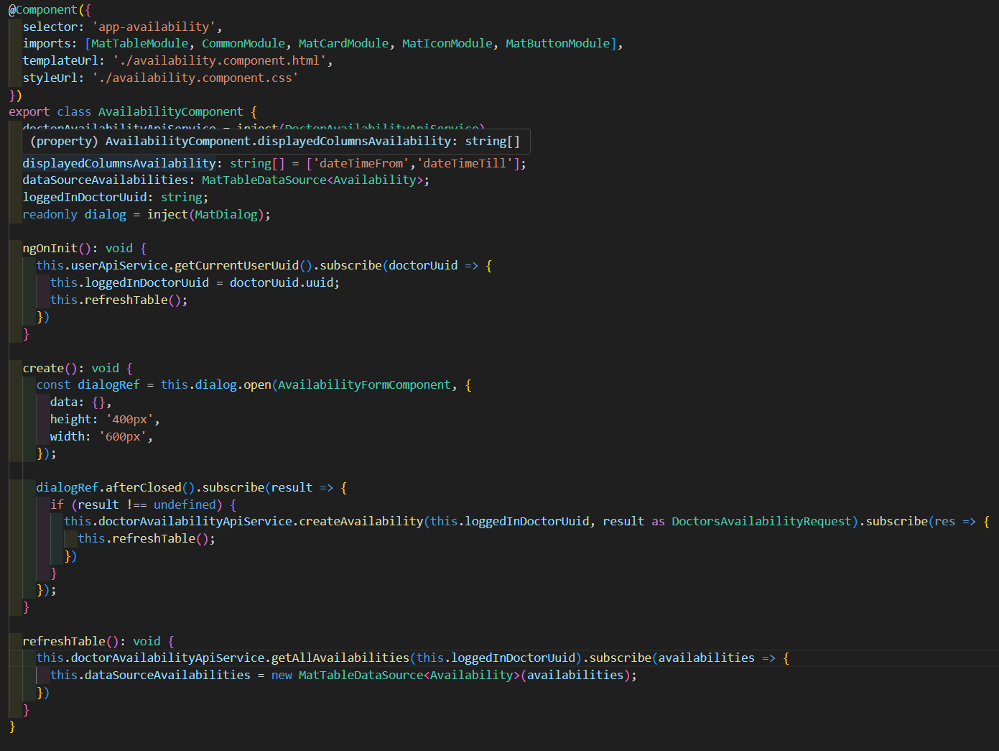 @Component({
selector: 'app-availability',
imports: [MatTableModule, CommonModule, MatCardModule, MatIconModule, MatButtonModule],
templateUrl: './availability.component.html',
styleUrl: './availability.component.css'
})
export class AvailabilityComponent {
doctorAvailabilityApiService = inject(DoctorAvailabilityApiService)
(property) AvailabilityComponent.displayedColumnsAvailability: string[]
displayedColumnsAvailability: string[] = ['dateTimeFrom','dateTimeTill'];
dataSourceAvailabilities: MatTableDataSource<Availability>;
loggedInDoctorUuid: string;
readonly dialog = inject(MatDialog);
ngOnInit(): void {
this.userApiService.getCurrentUserUuid().subscribe(doctorUuid => {
this.loggedInDoctorUuid = doctorUuid.uuid;
this.refreshTable();
})
}
create(): void {
const dialogRef = this.dialog.open(AvailabilityFormComponent, {
data: {},
height: '400px',
width: '600px',
});
dialogRef.afterClosed().subscribe(result => {
if (result !== undefined) {
this.doctorAvailabilityApiService.createAvailability(this.loggedInDoctorUuid, result as DoctorsAvailabilityRequest).subscribe(res => {
this.refreshTable();
})
}
});
}
refreshTable(): void {
this.doctorAvailabilityApiService.getAllAvailabilities(this.loggedInDoctorUuid).subscribe(availabilities => {
this.dataSourceAvailabilities = new MatTableDataSource<Availability>(availabilities);
})
}
}